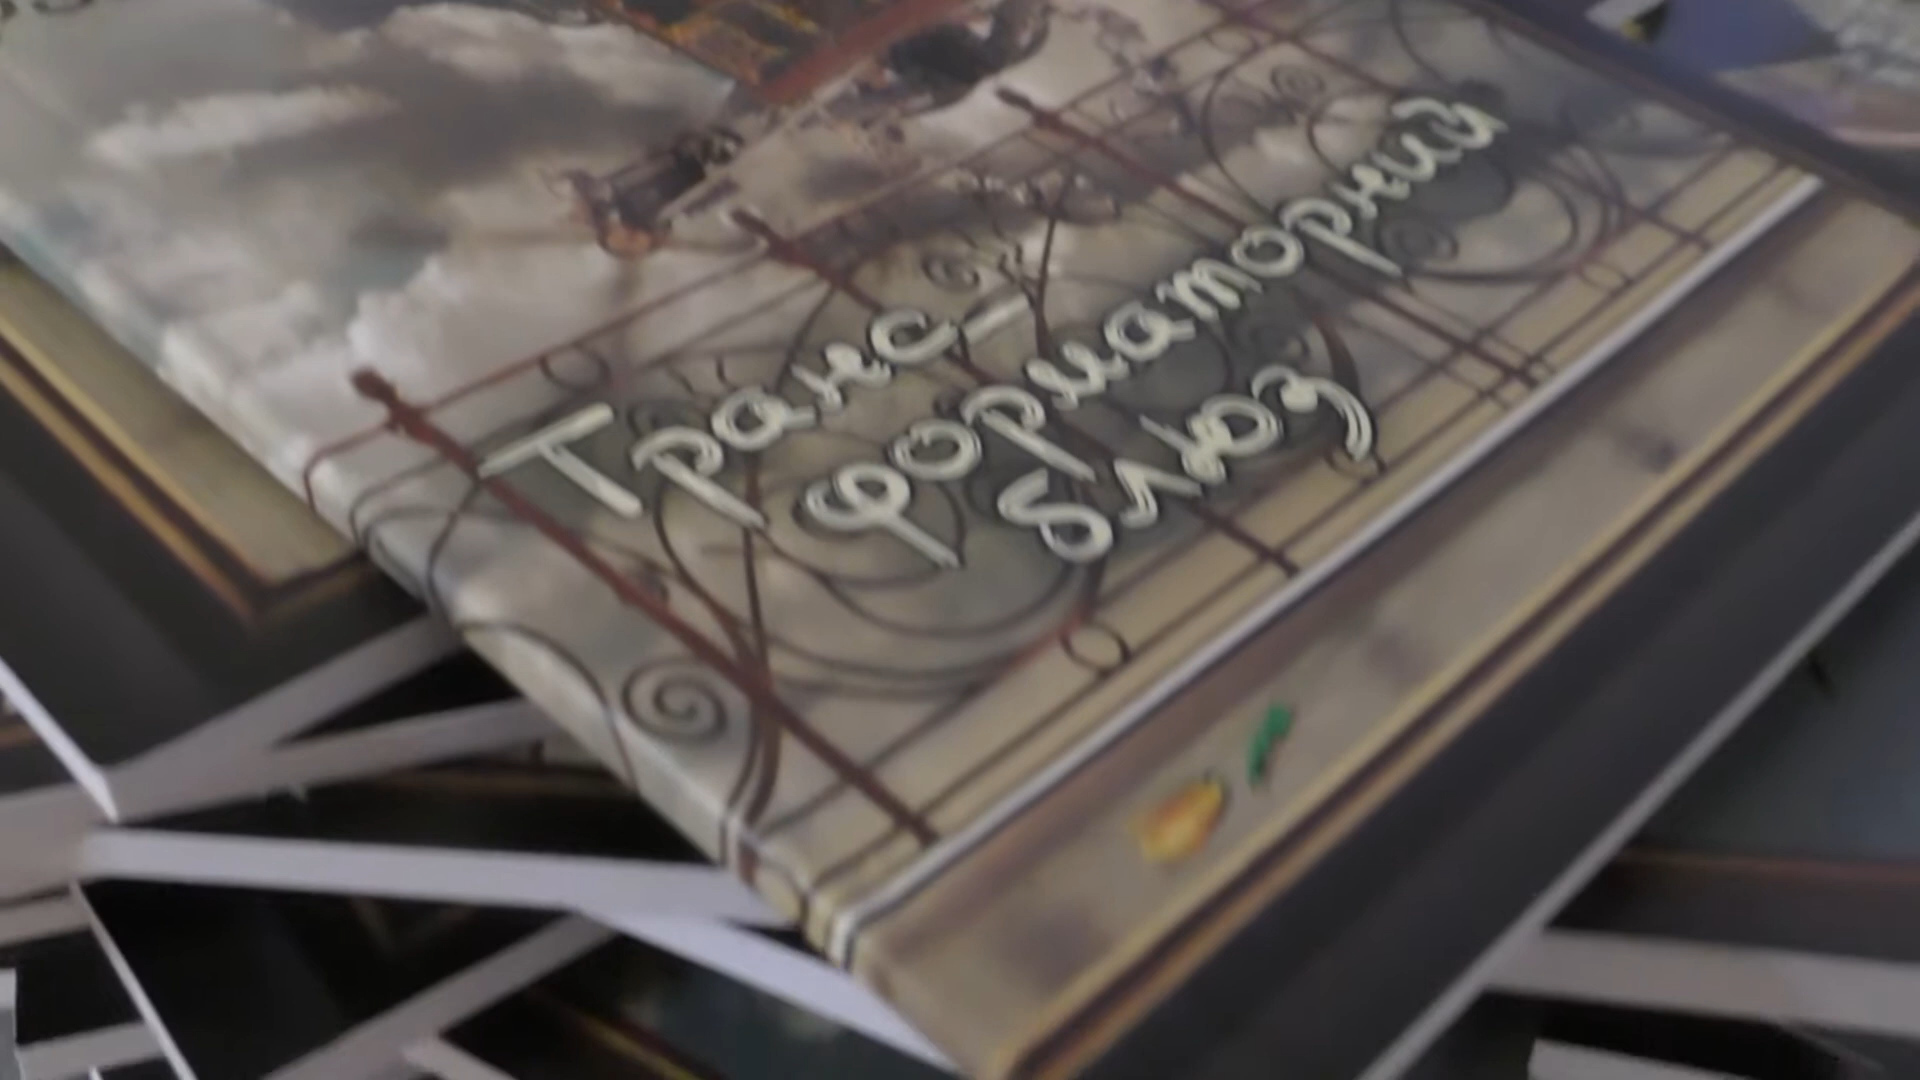 Транс-
форматорний
блюз